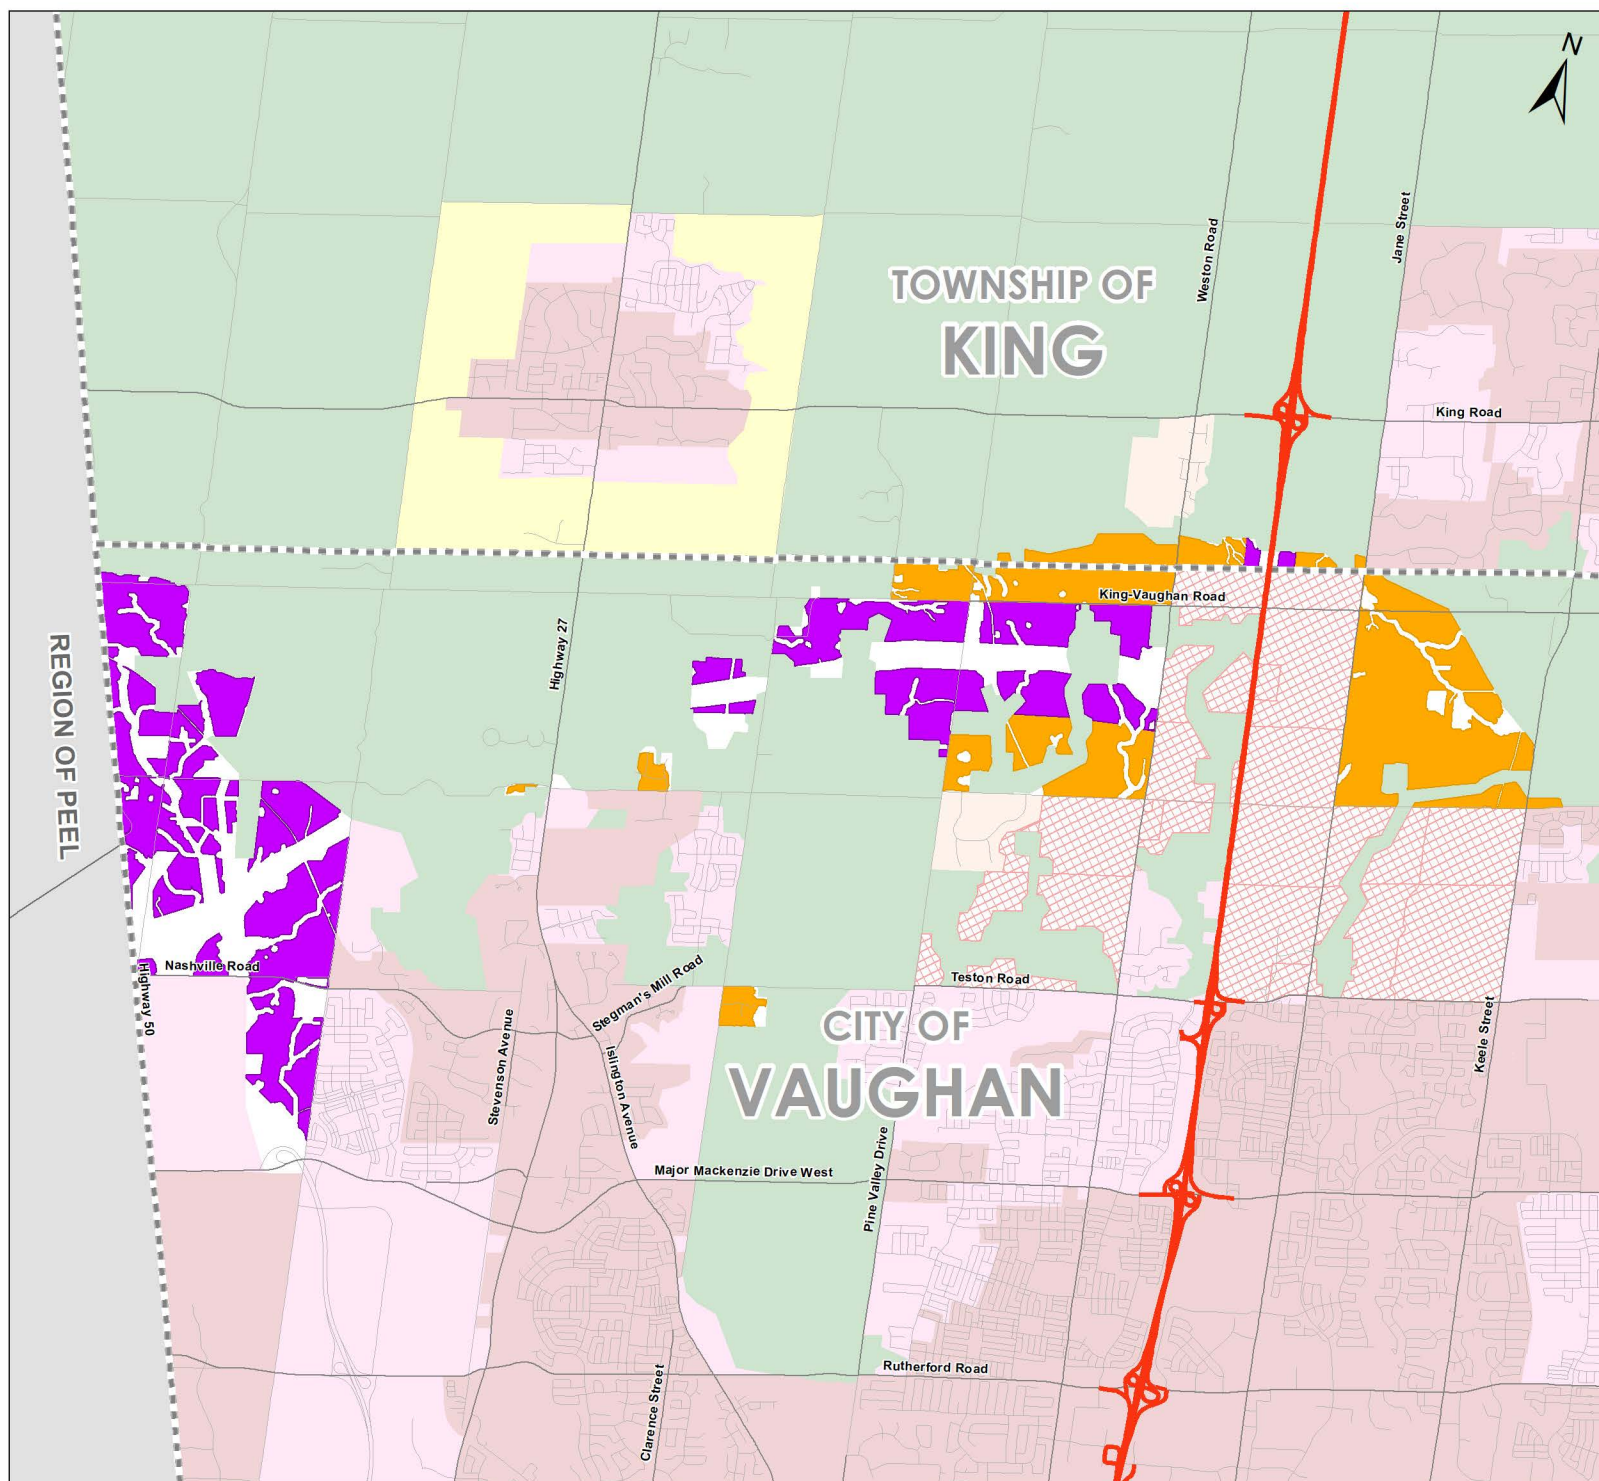 N
Jane Street
Weston Road
TOWNSHIP OF
KING
King Road
King-Vaughan Road
Highway 27
REGION OF PEEL
Nashville Road
Highway 50
Stegman's Mill Road
Teston Road
CITY OF
VAUGHAN
Stevenson Avenue
Islington Avenue
Keele Street
Major Mackenzie Drive West
Pine Valley Drive
Rutherford Road
Clarence Street